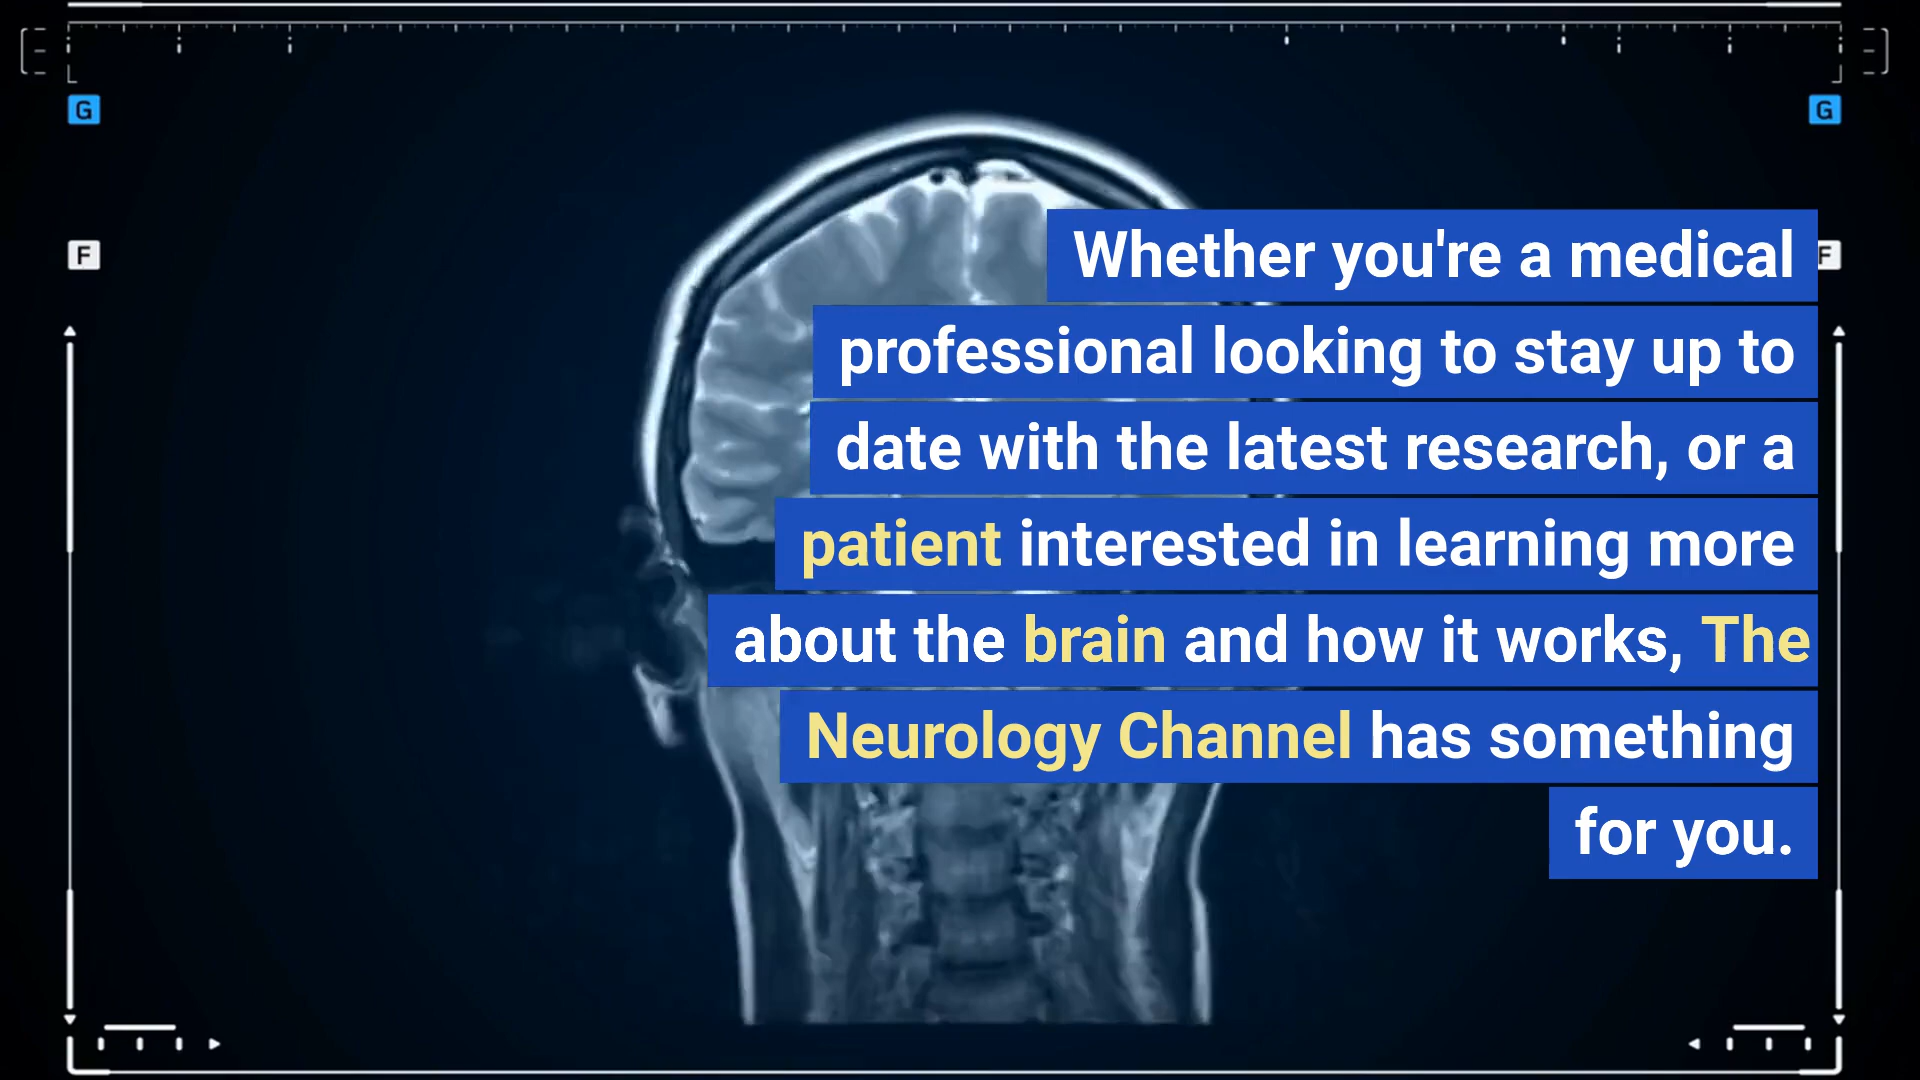 G
G
F
F
Whether you're a medical
professional looking to stay up to
date with the latest research, or a
patient interested in learning more
about the brain and how it works, The
Neurology Channel has something
for you.